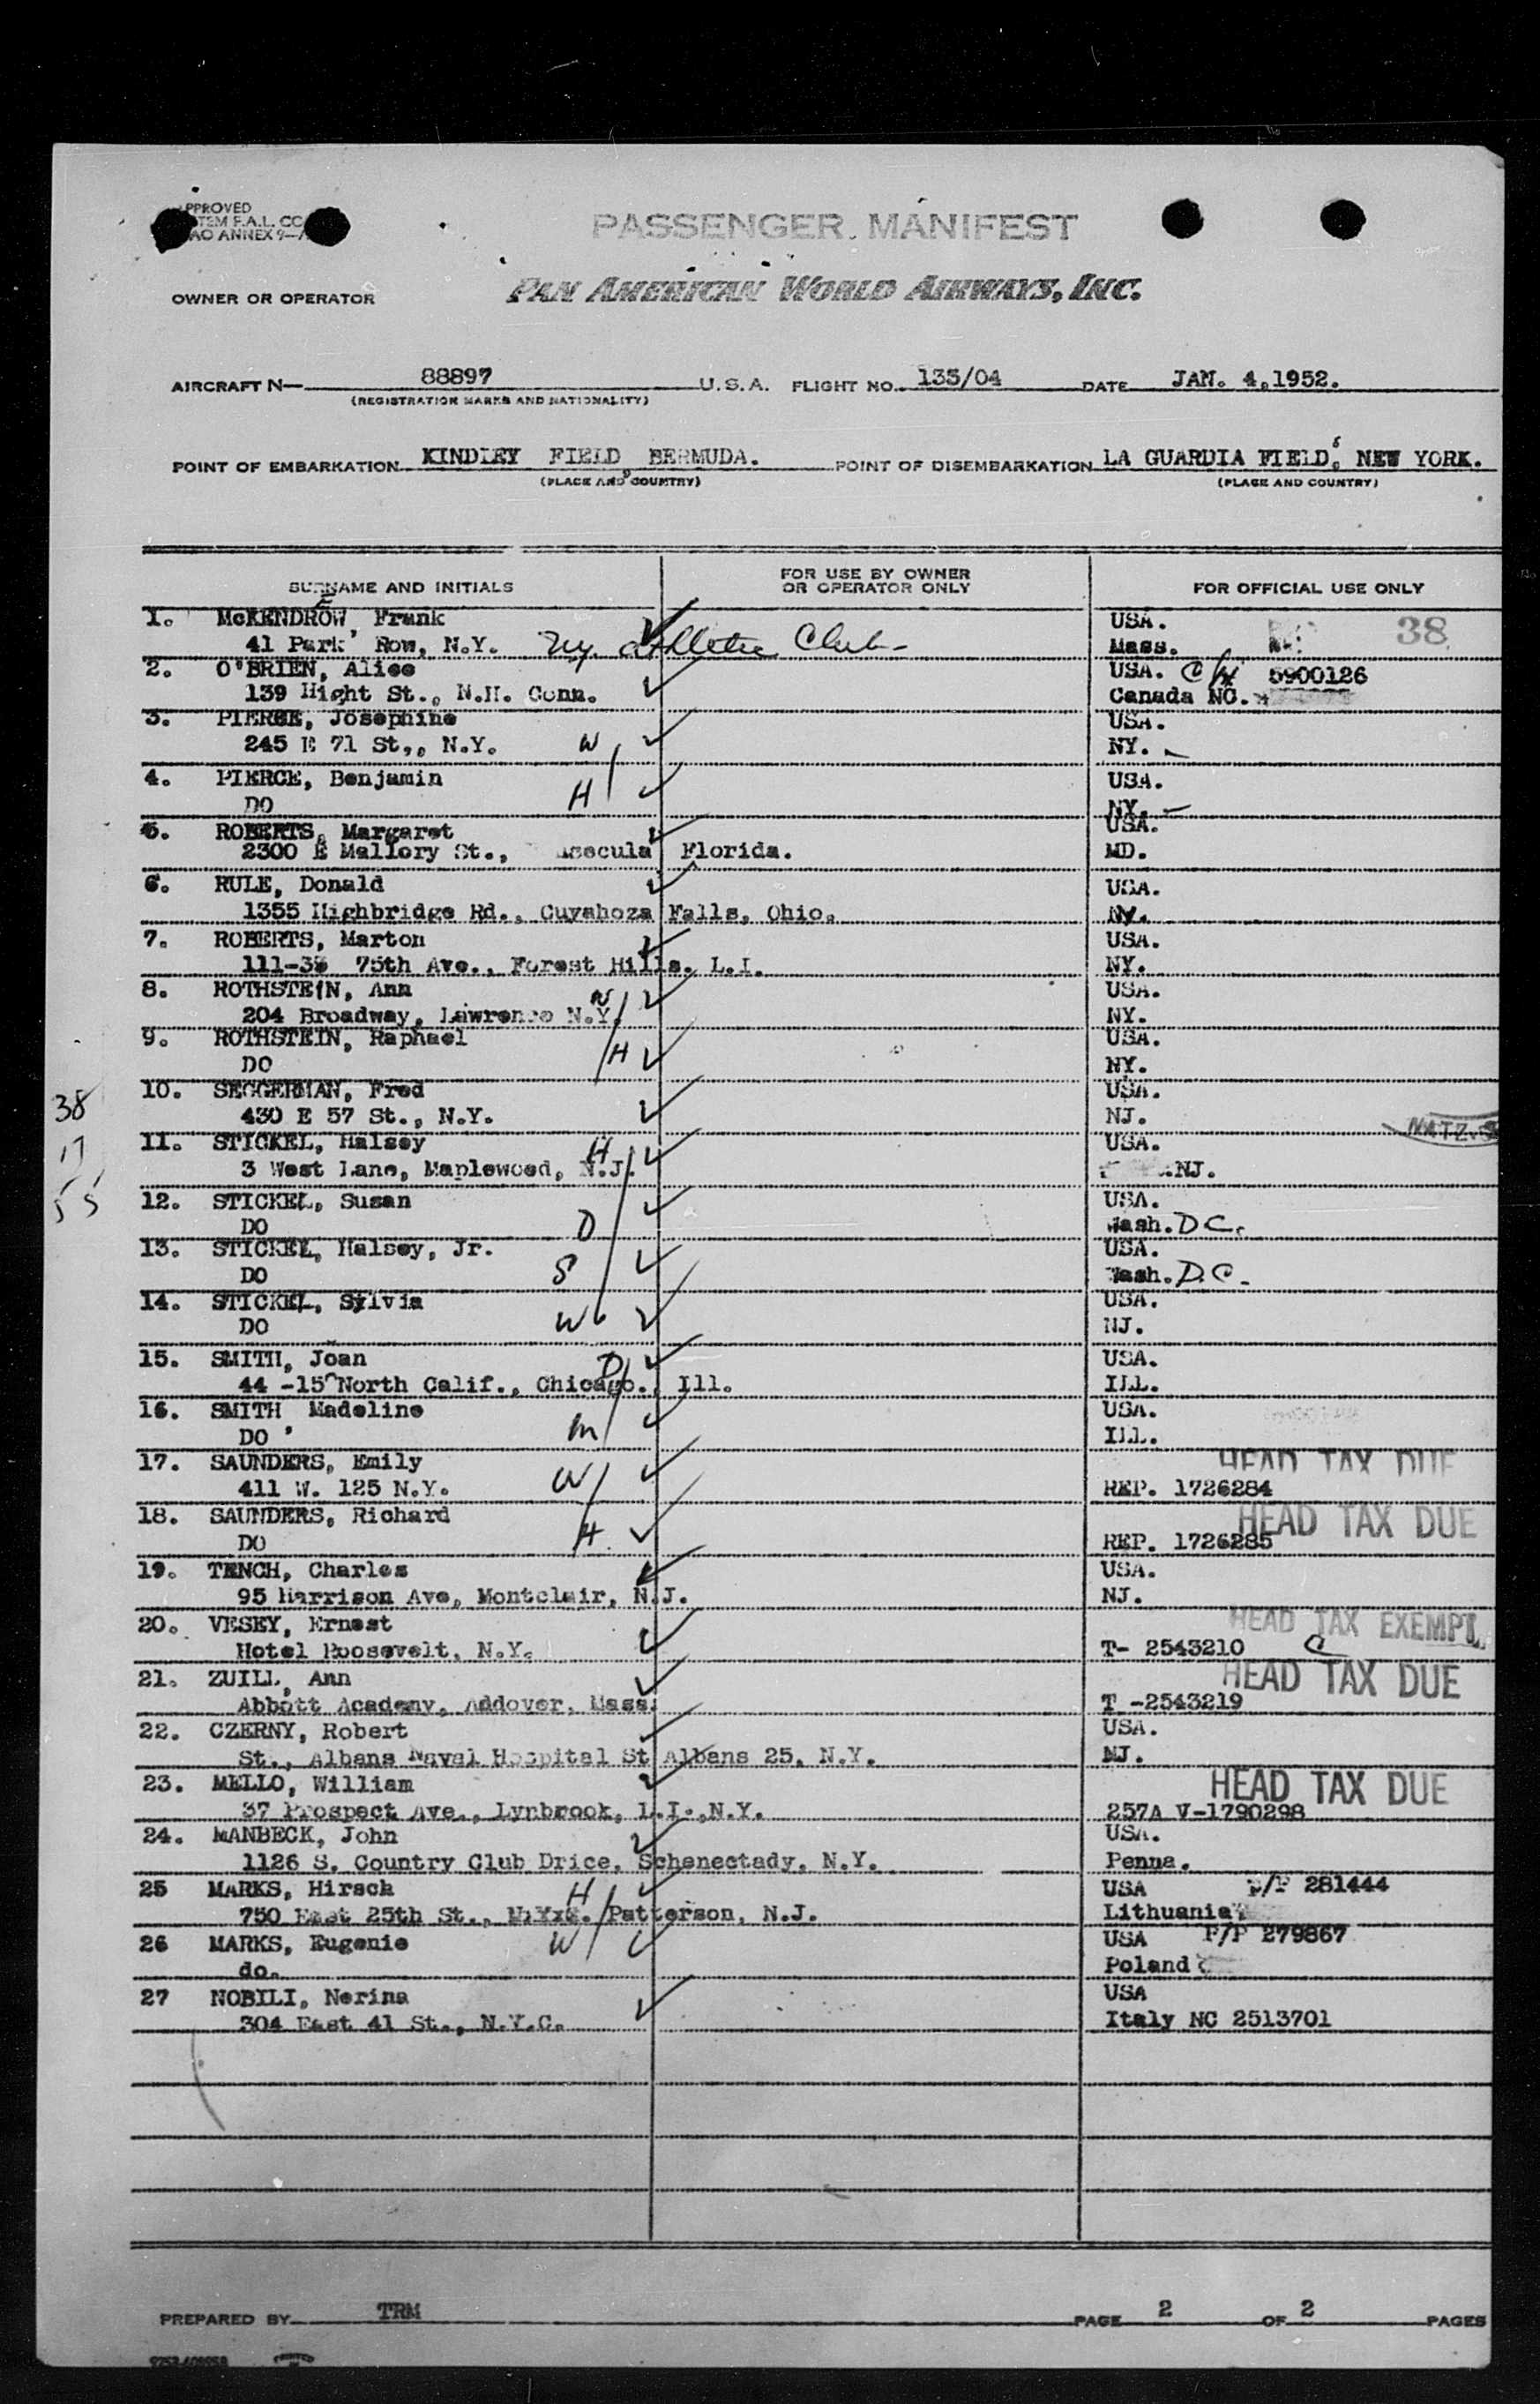 PASSENGER MANIFEST
OWNER OR OPERATOR PAN AMERICAN WORLD AIRWAYS, INC.
AIRCRAFT N— 88897 U.S.A. FLIGHT NO. 135/04 DATE JAN. 4, 1952.
(REGISTRATION MARKS AND NATIONALITY)
POINT OF EMBARKATION KINDLEY FIELD, BERMUDA. POINT OF DISEMBARKATION LA GUARDIA FIELD, NEW YORK.
(PLACE AND COUNTRY) (PLACE AND COUNTRY)
SURNAME AND INITIALS FOR USE BY OWNER OR OPERATOR ONLY FOR OFFICIAL USE ONLY
1. McKENDROW, Frank USA.
41 Park Row, N.Y. Ny. Athletic Club- Mass. 38
2. O'BRIEN, Alice USA. 5900126
139 Hight St., N.H. Conn. Canada NC.
3. PIERCE, Josephine USA.
245 E 71 St,, N.Y. W NY.
4. PIERCE, Benjamin USA.
DO H NY.
5. ROBERTS, Margaret USA.
2300 E Mallory St., Florida. MD.
6. RULE, Donald USA.
1355 Highbridge Rd., Cuyahoza Falls, Ohio. NY.
7. ROBERTS, Marton USA.
75th Ave., Forest Hills, L.I. NY.
8. ROTHSTEIN, Ann W USA.
204 Broadway, Lawrence N.Y. NY.
9. ROTHSTEIN, Raphael USA.
DO H NY.
10. SEGGERMAN, Fred USA.
38 430 E 57 St., N.Y. NJ.
11. STICKEL, Halsey H USA.
17 3 West Lane, Maplewood, N.J. NJ.
12. STICKEL, Susan USA.
55 DO D Wash. D C.
13. STICKEL, Halsey, Jr. USA.
DO S Wash. D.C.
14. STICKEL, Sylvia USA.
DO W NJ.
15. SMITH, Joan D USA.
44 -15 North Calif., Chicago., Ill. ILL.
16. SMITH, Madeline USA.
DO m ILL.
17. SAUNDERS, Emily HEAD TAX DUE
411 W. 125 N.Y. W REP. 1726284
18. SAUNDERS, Richard HEAD TAX DUE
DO H REP. 1726285
19. TENCH, Charles USA.
95 Harrison Ave, Montclair, N.J. NJ.
20. VESEY, Ernest HEAD TAX EXEMPT
Hotel Roosevelt, N.Y. T- 2543210 C
21. ZUILL, Ann HEAD TAX DUE
Abbott Academy, Addover, Mass. T -2543219
22. CZERNY, Robert USA.
St., Albans Naval Hospital St Albans 25, N.Y. NJ.
23. MELLO, William HEAD TAX DUE
37 Prospect Ave., Lynbrook, L.I.,N.Y. 257A V-1790298
24. MANBECK, John USA.
1126 S. Country Club Drice, Schenectady, N.Y. Penna.
25 MARKS, Hirsch H USA P/P 281444
750 East 25th St., Patterson, N.J. Lithuania
26 MARKS, Eugenie W USA P/P 279867
do. Poland
27 NOBILI, Nerina USA
304 East 41 St., N.Y.C. Italy NC 2513701
PREPARED BY TRM PAGE 2 OF 2 PAGES